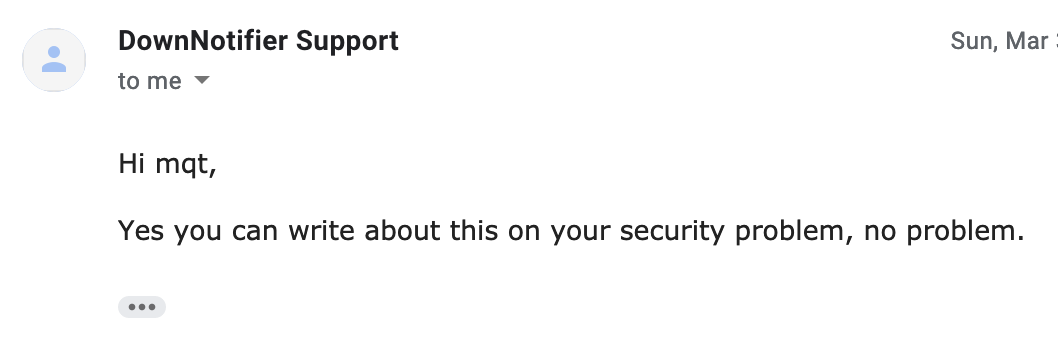 DownNotifier Support
Sun, Mar
to me
Hi mqt,
Yes you can write about this on your security problem, no problem.